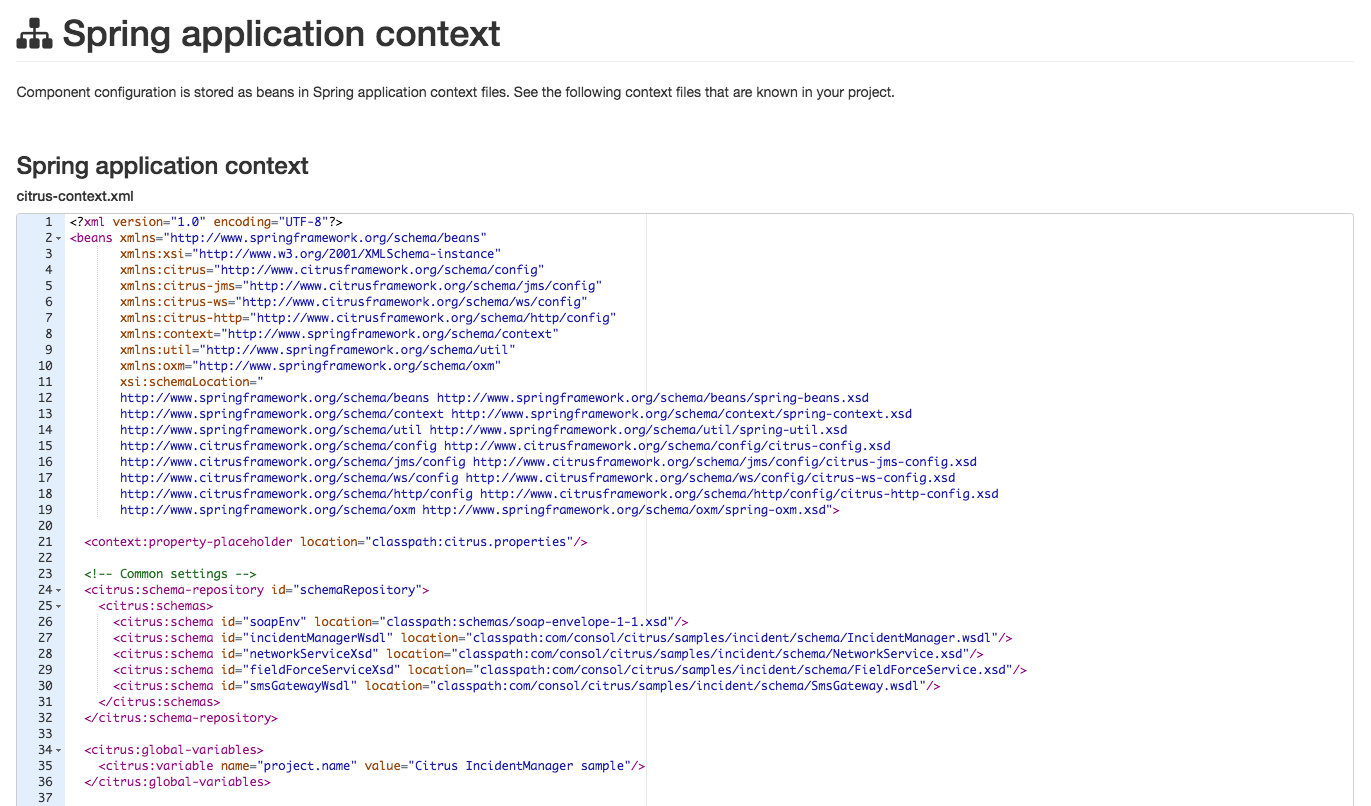 Spring application context
Component configuration is stored as beans in Spring application context files. See the following context files that are known in your project.
Spring application context
citrus-context.xml
1 <?xml version="1.0" encoding="UTF-8"?>
2 <beans xmlns="http://www.springframework.org/schema/beans"
3 xmlns:xsi="http://www.w3.org/2001/XMLSchema-instance"
4 xmlns:citrus="http://www.citrusframework.org/schema/config"
5 xmlns:citrus-jms="http://www.citrusframework.org/schema/jms/config"
6 xmlns:citrus-ws="http://www.citrusframework.org/schema/ws/config"
7 xmlns:citrus-http="http://www.citrusframework.org/schema/http/config"
8 xmlns:context="http://www.springframework.org/schema/context"
9 xmlns:util="http://www.springframework.org/schema/util"
10 xmlns:oxm="http://www.springframework.org/schema/oxm"
11 xsi:schemaLocation="
12 http://www.springframework.org/schema/beans http://www.springframework.org/schema/beans/spring-beans.xsd
13 http://www.springframework.org/schema/context http://www.springframework.org/schema/context/spring-context.xsd
14 http://www.springframework.org/schema/util http://www.springframework.org/schema/util/spring-util.xsd
15 http://www.citrusframework.org/schema/config http://www.citrusframework.org/schema/config/citrus-config.xsd
16 http://www.citrusframework.org/schema/jms/config http://www.citrusframework.org/schema/jms/config/citrus-jms-config.xsd
17 http://www.citrusframework.org/schema/ws/config http://www.citrusframework.org/schema/ws/config/citrus-ws-config.xsd
18 http://www.citrusframework.org/schema/http/config http://www.citrusframework.org/schema/http/config/citrus-http-config.xsd
19 http://www.springframework.org/schema/oxm http://www.springframework.org/schema/oxm/spring-oxm.xsd">
20
21 <context:property-placeholder location="classpath:citrus.properties"/>
22
23 <!-- Common settings -->
24 <citrus:schema-repository id="schemaRepository">
25 <citrus:schemas>
26 <citrus:schema id="soapEnv" location="classpath:schemas/soap-envelope-1-1.xsd"/>
27 <citrus:schema id="incidentManagerWsdl" location="classpath:com/consol/citrus/samples/incident/schema/IncidentManager.wsdl"/>
28 <citrus:schema id="networkServiceXsd" location="classpath:com/consol/citrus/samples/incident/schema/NetworkService.xsd"/>
29 <citrus:schema id="fieldForceServiceXsd" location="classpath:com/consol/citrus/samples/incident/schema/FieldForceService.xsd"/>
30 <citrus:schema id="smsGatewayWsdl" location="classpath:com/consol/citrus/samples/incident/schema/SmsGateway.wsdl"/>
31 </citrus:schemas>
32 </citrus:schema-repository>
33
34 <citrus:global-variables>
35 <citrus:variable name="project.name" value="Citrus IncidentManager sample"/>
36 </citrus:global-variables>
37